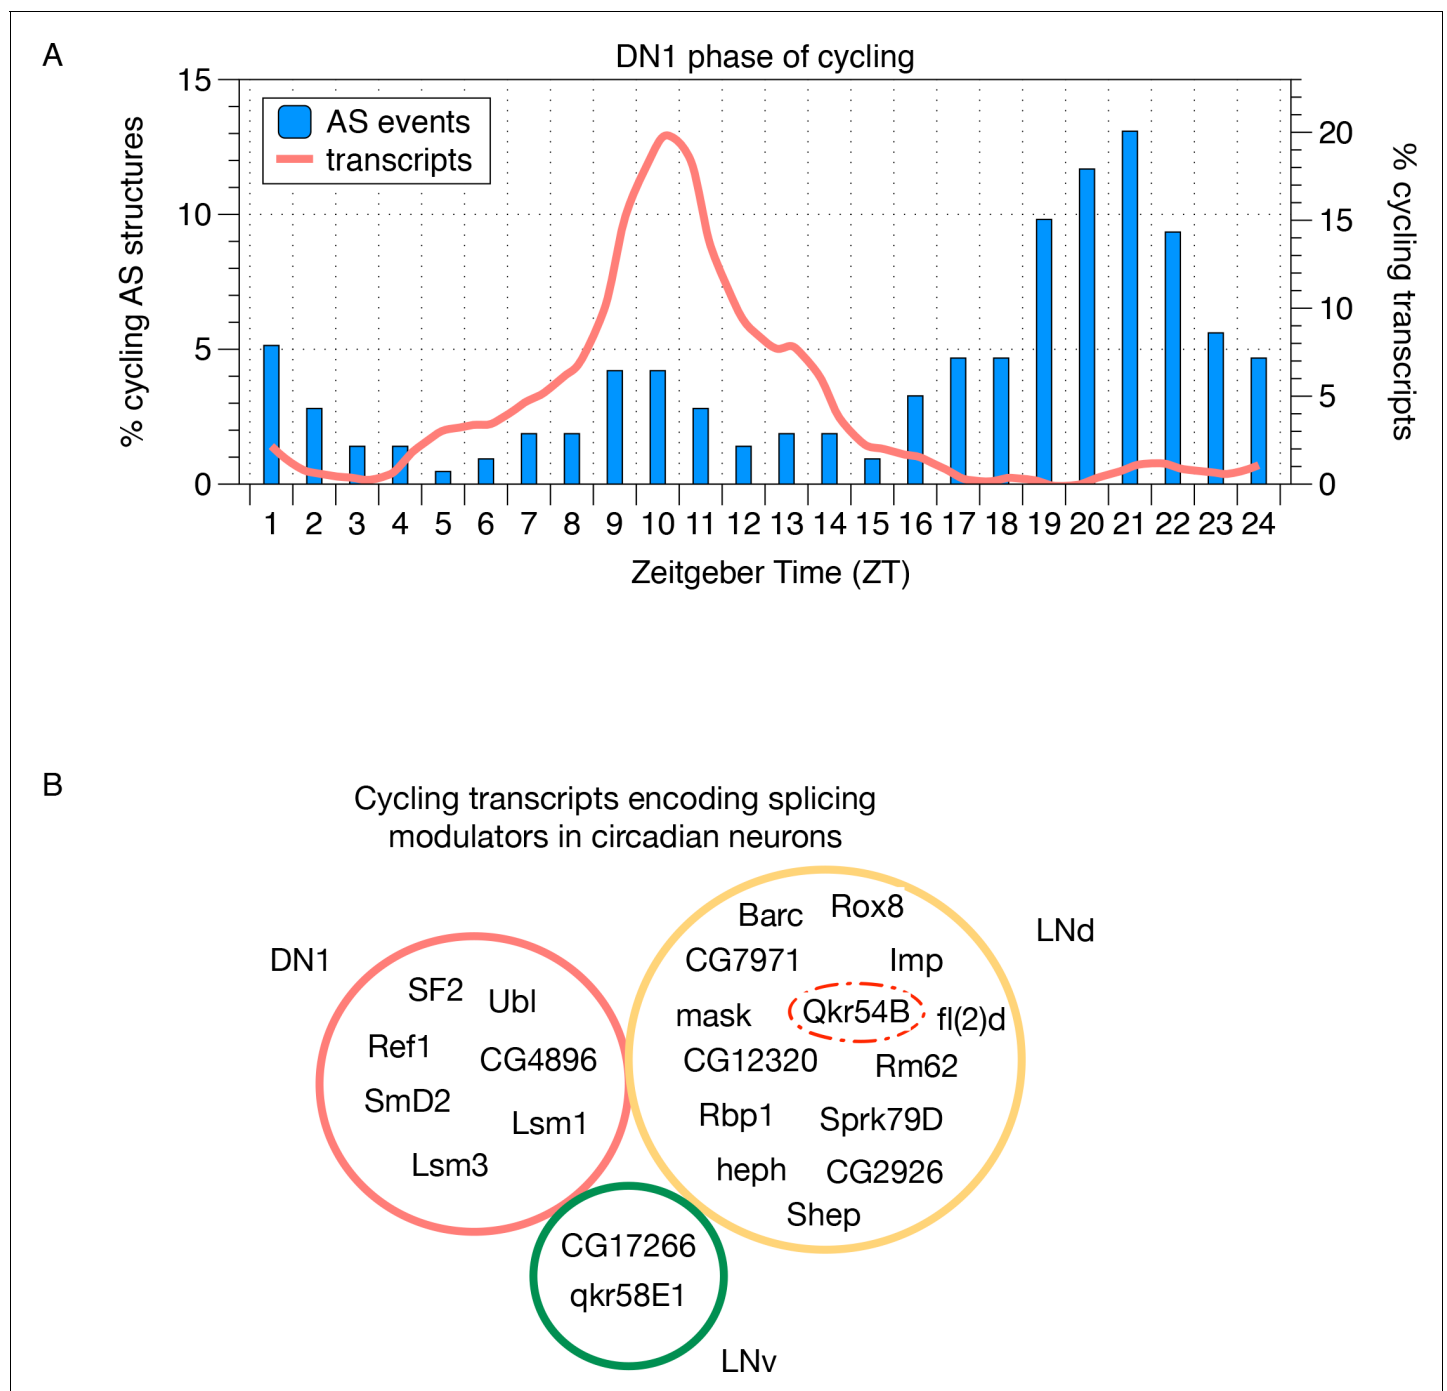 A
DN1 phase of cycling
15
10
5
0
% cycling AS structures
AS events
transcripts
20
15
10
5
0
% cycling transcripts
1 2 3 4 5 6 7 8 9 10 11 12 13 14 15 16 17 18 19 20 21 22 23 24
Zeitgeber Time (ZT)
B
Cycling transcripts encoding splicing
modulators in circadian neurons
DN1
SF2 Ubl
Ref1
CG4896
SmD2
Lsm1
Lsm3
LNd
Barc Rox8
CG7971 Imp
mask Qkr54B fl(2)d
CG12320 Rm62
Rbp1 Sprk79D
heph CG2926
Shep
CG17266
qkr58E1
LNv